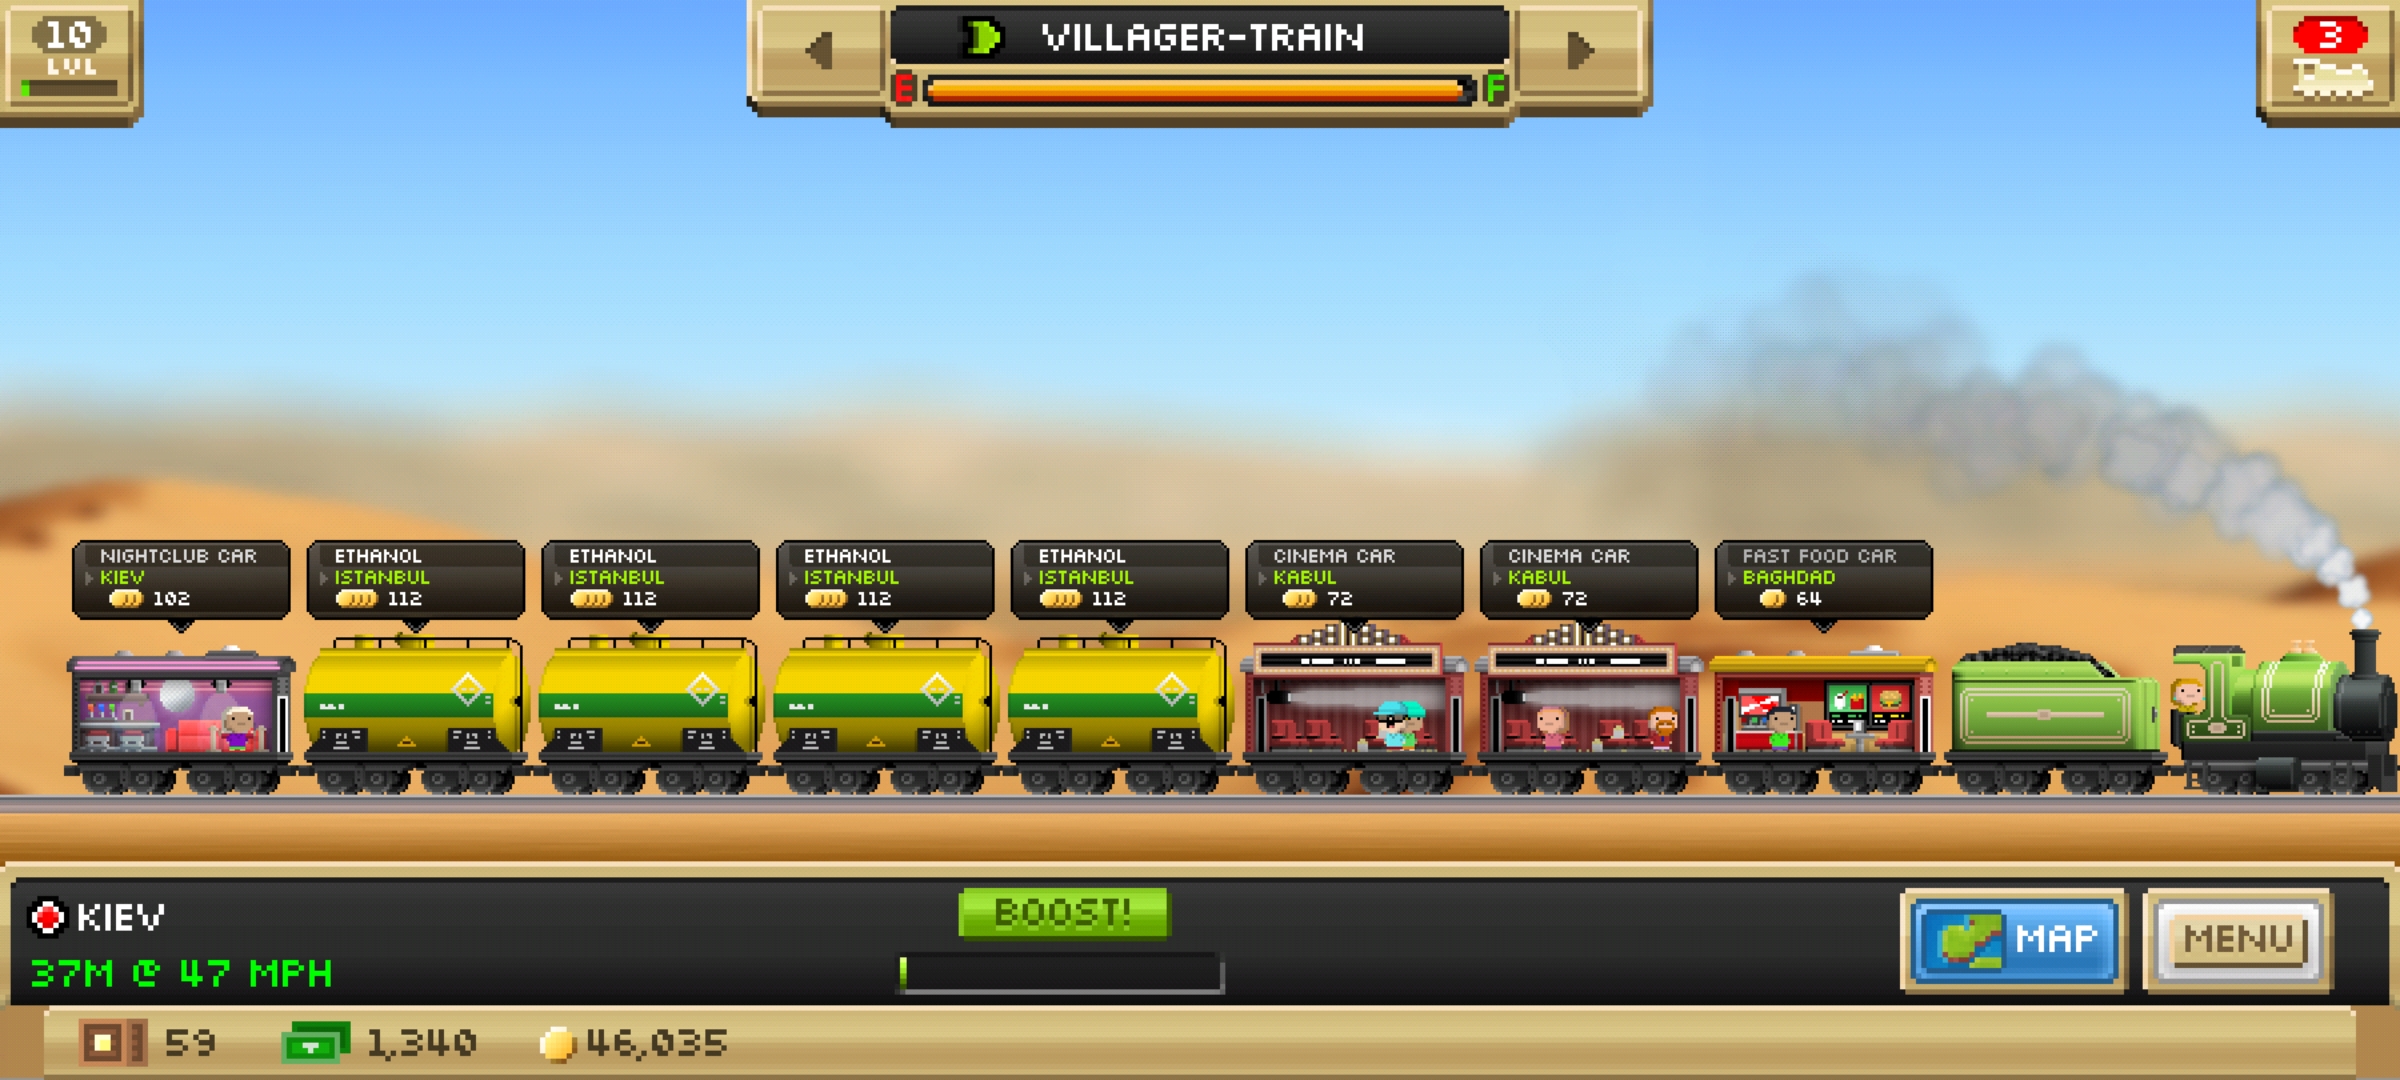 10
LVL
VILLAGER-TRAIN
E F
3
NIGHTCLUB CAR
KIEV
102
ETHANOL
ISTANBUL
112
ETHANOL
ISTANBUL
112
ETHANOL
ISTANBUL
112
ETHANOL
ISTANBUL
112
CINEMA CAR
KABUL
72
CINEMA CAR
KABUL
72
FAST FOOD CAR
BAGHDAD
64
KIEV
37M @ 47 MPH
BOOST!
MAP
MENU
59
1,340
46,035